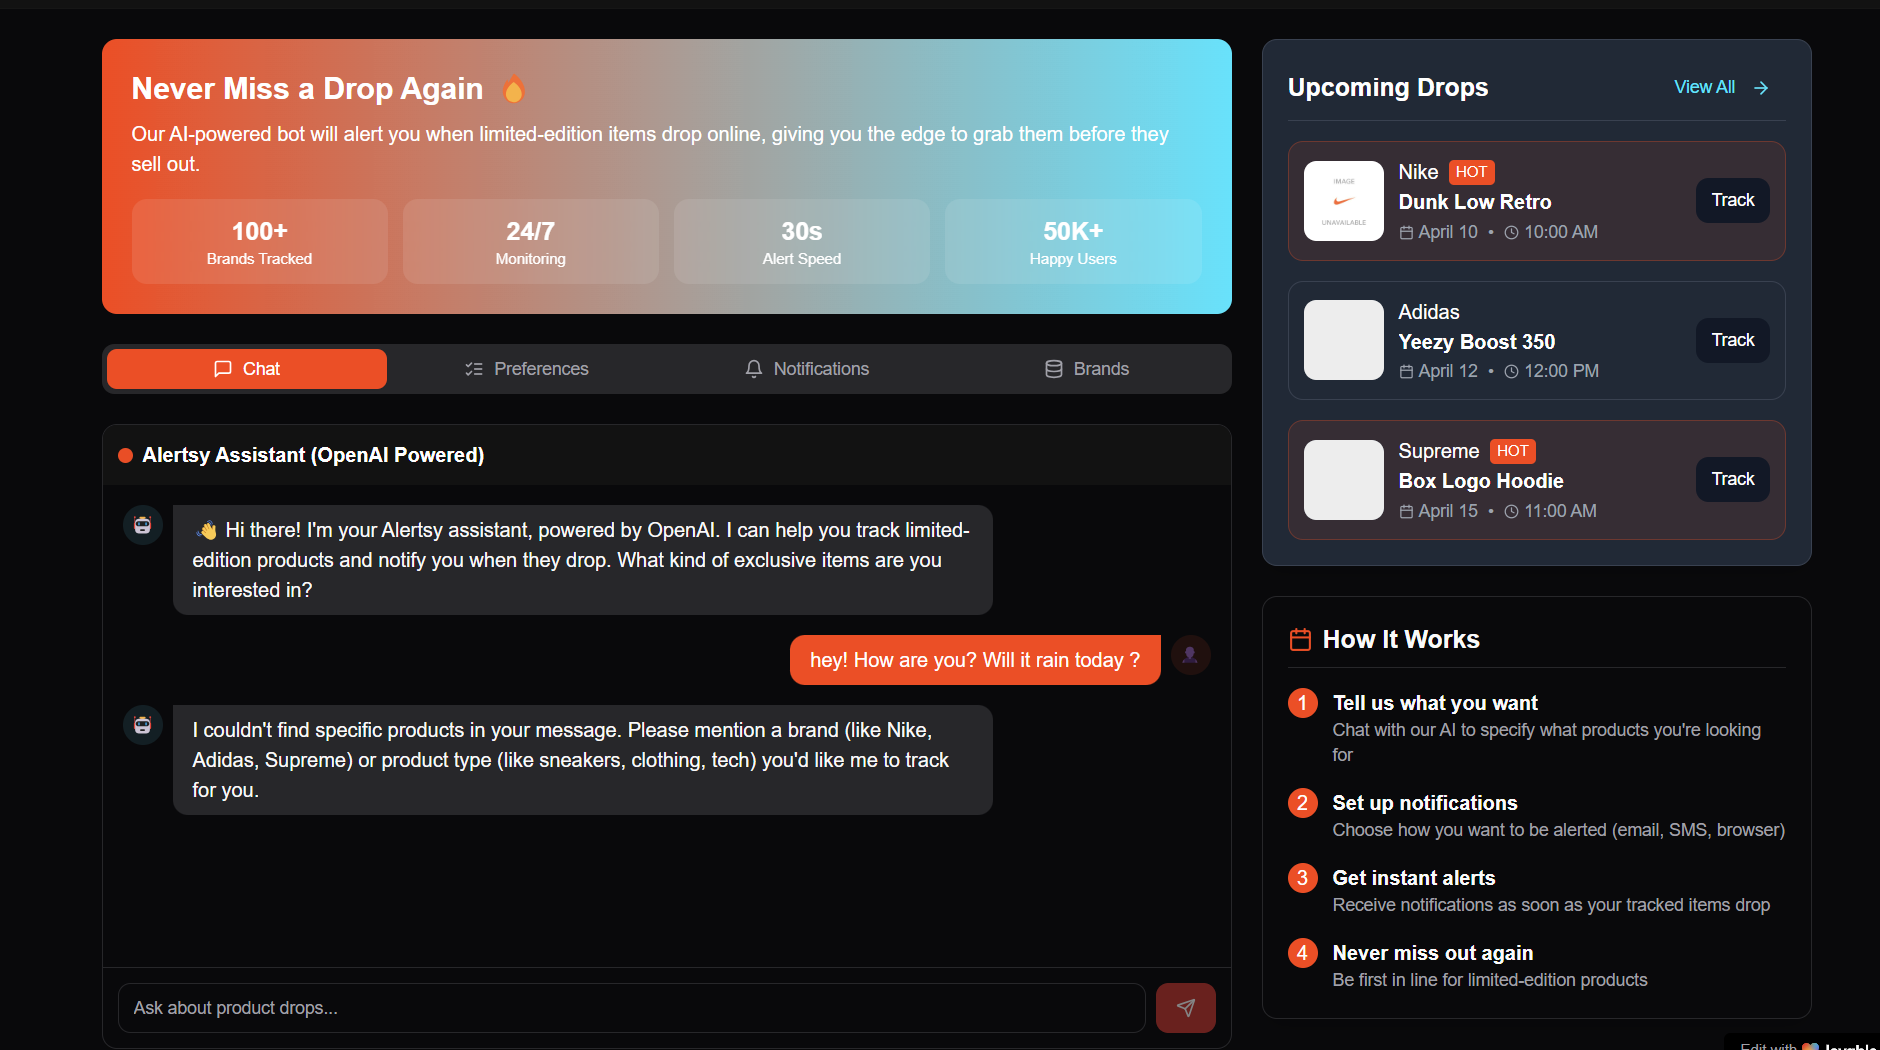 Never Miss a Drop Again
Our AI-powered bot will alert you when limited-edition items drop online, giving you the edge to grab them before they
sell out.
100+
Brands Tracked
24/7
Monitoring
30s
Alert Speed
50K+
Happy Users
Chat
Preferences
Notifications
Brands
Alertsy Assistant (OpenAI Powered)
👋 Hi there! I'm your Alertsy assistant, powered by OpenAI. I can help you track limited-
edition products and notify you when they drop. What kind of exclusive items are you
interested in?
hey! How are you? Will it rain today ?
I couldn't find specific products in your message. Please mention a brand (like Nike,
Adidas, Supreme) or product type (like sneakers, clothing, tech) you'd like me to track
for you.
Ask about product drops...
Upcoming Drops
View All
IMAGE
UNAVAILABLE
Nike HOT
Dunk Low Retro
April 10 • 10:00 AM
Track
Adidas
Yeezy Boost 350
April 12 • 12:00 PM
Track
Supreme HOT
Box Logo Hoodie
April 15 • 11:00 AM
Track
How It Works
1 Tell us what you want
Chat with our AI to specify what products you're looking
for
2 Set up notifications
Choose how you want to be alerted (email, SMS, browser)
3 Get instant alerts
Receive notifications as soon as your tracked items drop
4 Never miss out again
Be first in line for limited-edition products
Edit with